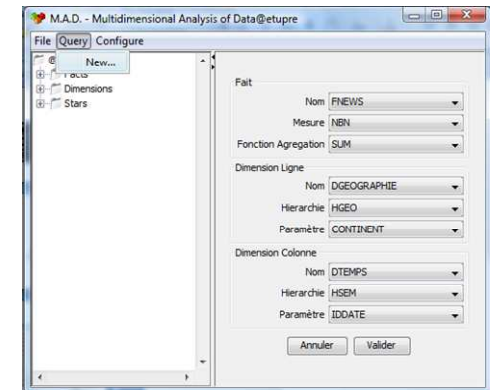 M.A.D. - Multidimensional Analysis of Data@etupre
File Query Configure
New...
@
Facts
Dimensions
Stars
Fait
Nom FNEWS
Mesure NBN
Fonction Agregation SUM
Dimension Ligne
Nom DGEOGRAPHIE
Hierarchie HGEO
Paramètre CONTINENT
Dimension Colonne
Nom DTEMPS
Hierarchie HSEM
Paramètre IDDATE
Annuler Valider